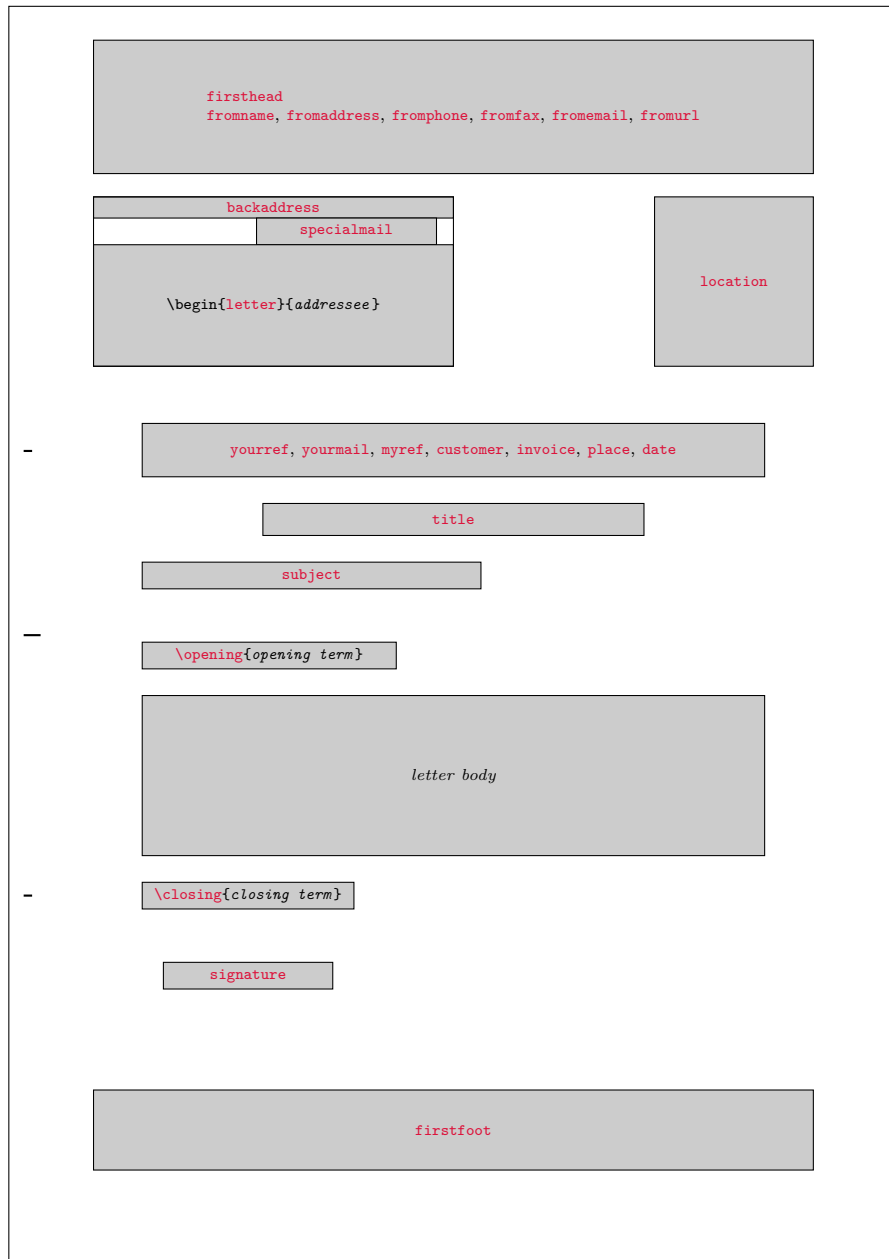 firsthead
fromname, fromaddress, fromphone, fromfax, fromemail, fromurl
backaddress
specialmail
\begin{letter}{addressee}
location
yourref, yourmail, myref, customer, invoice, place, date
title
subject
\opening{opening term}
letter body
\closing{closing term}
signature
firstfoot